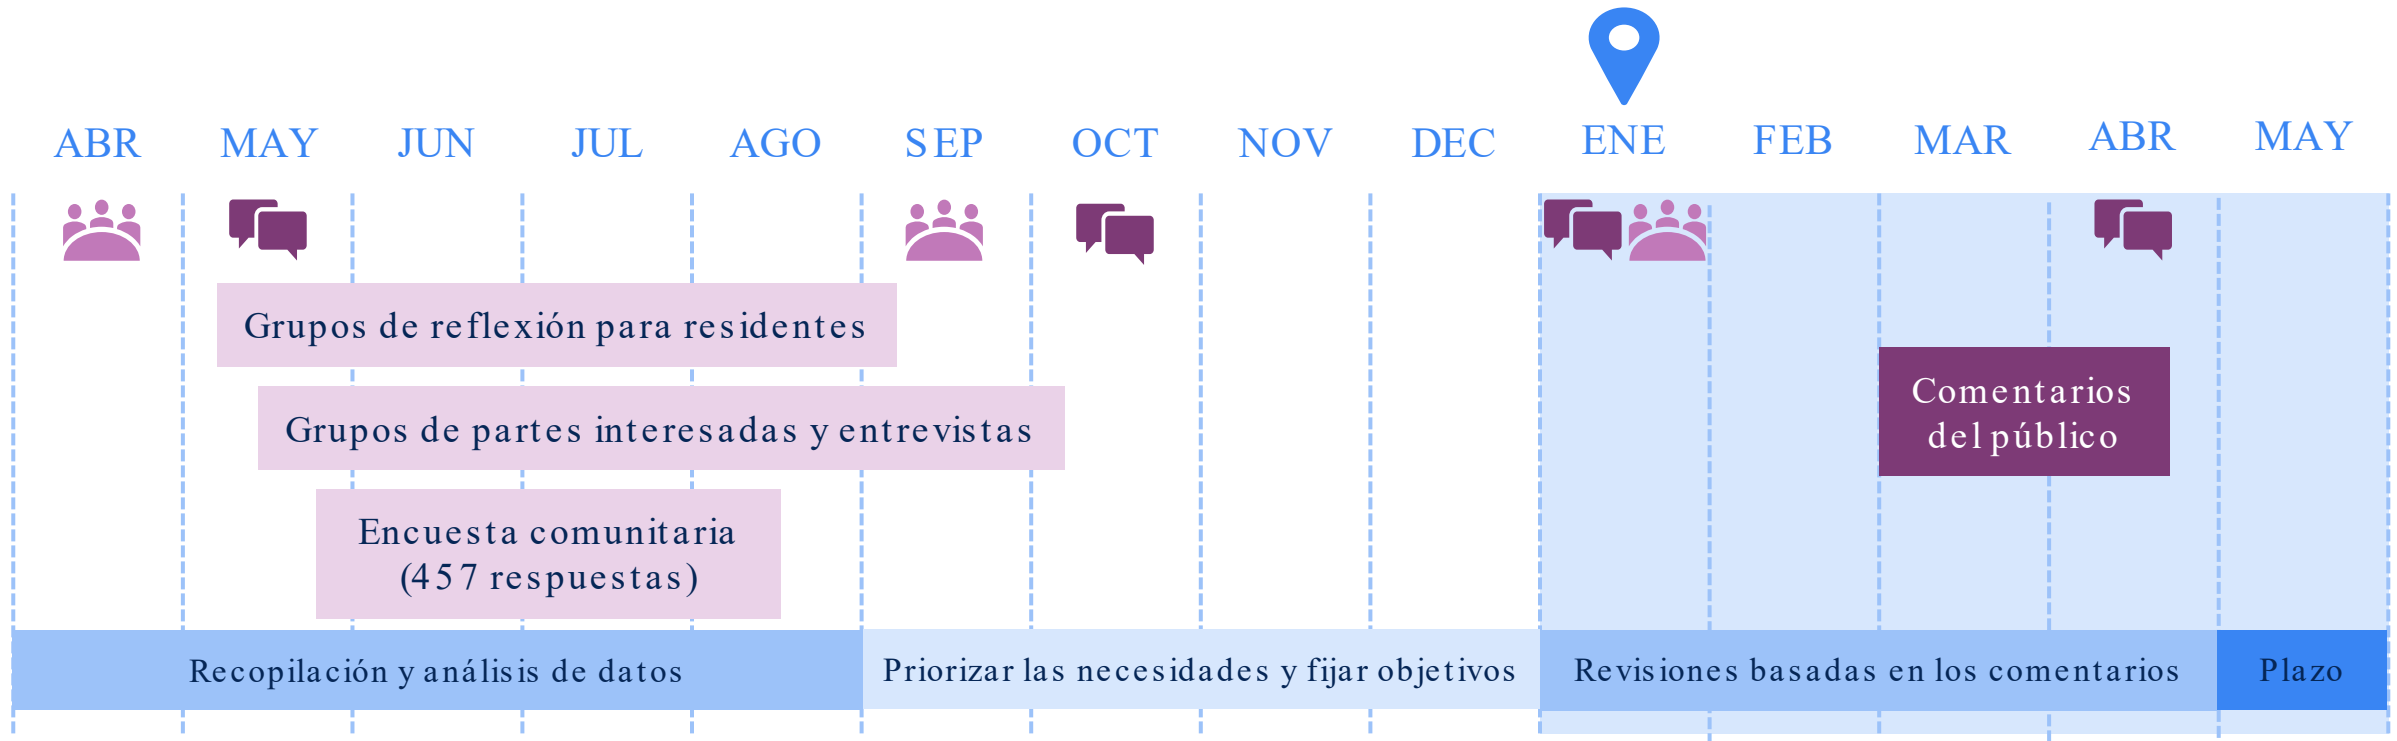 ABR MAY JUN JUL AGO SEP OCT NOV DEC ENE FEB MAR ABR MAY
Grupos de reflexión para residentes
Grupos de partes interesadas y entrevistas
Encuesta comunitaria
(457 respuestas)
Comentarios
del público
Recopilación y análisis de datos
Priorizar las necesidades y fijar objetivos
Revisiones basadas en los comentarios
Plazo